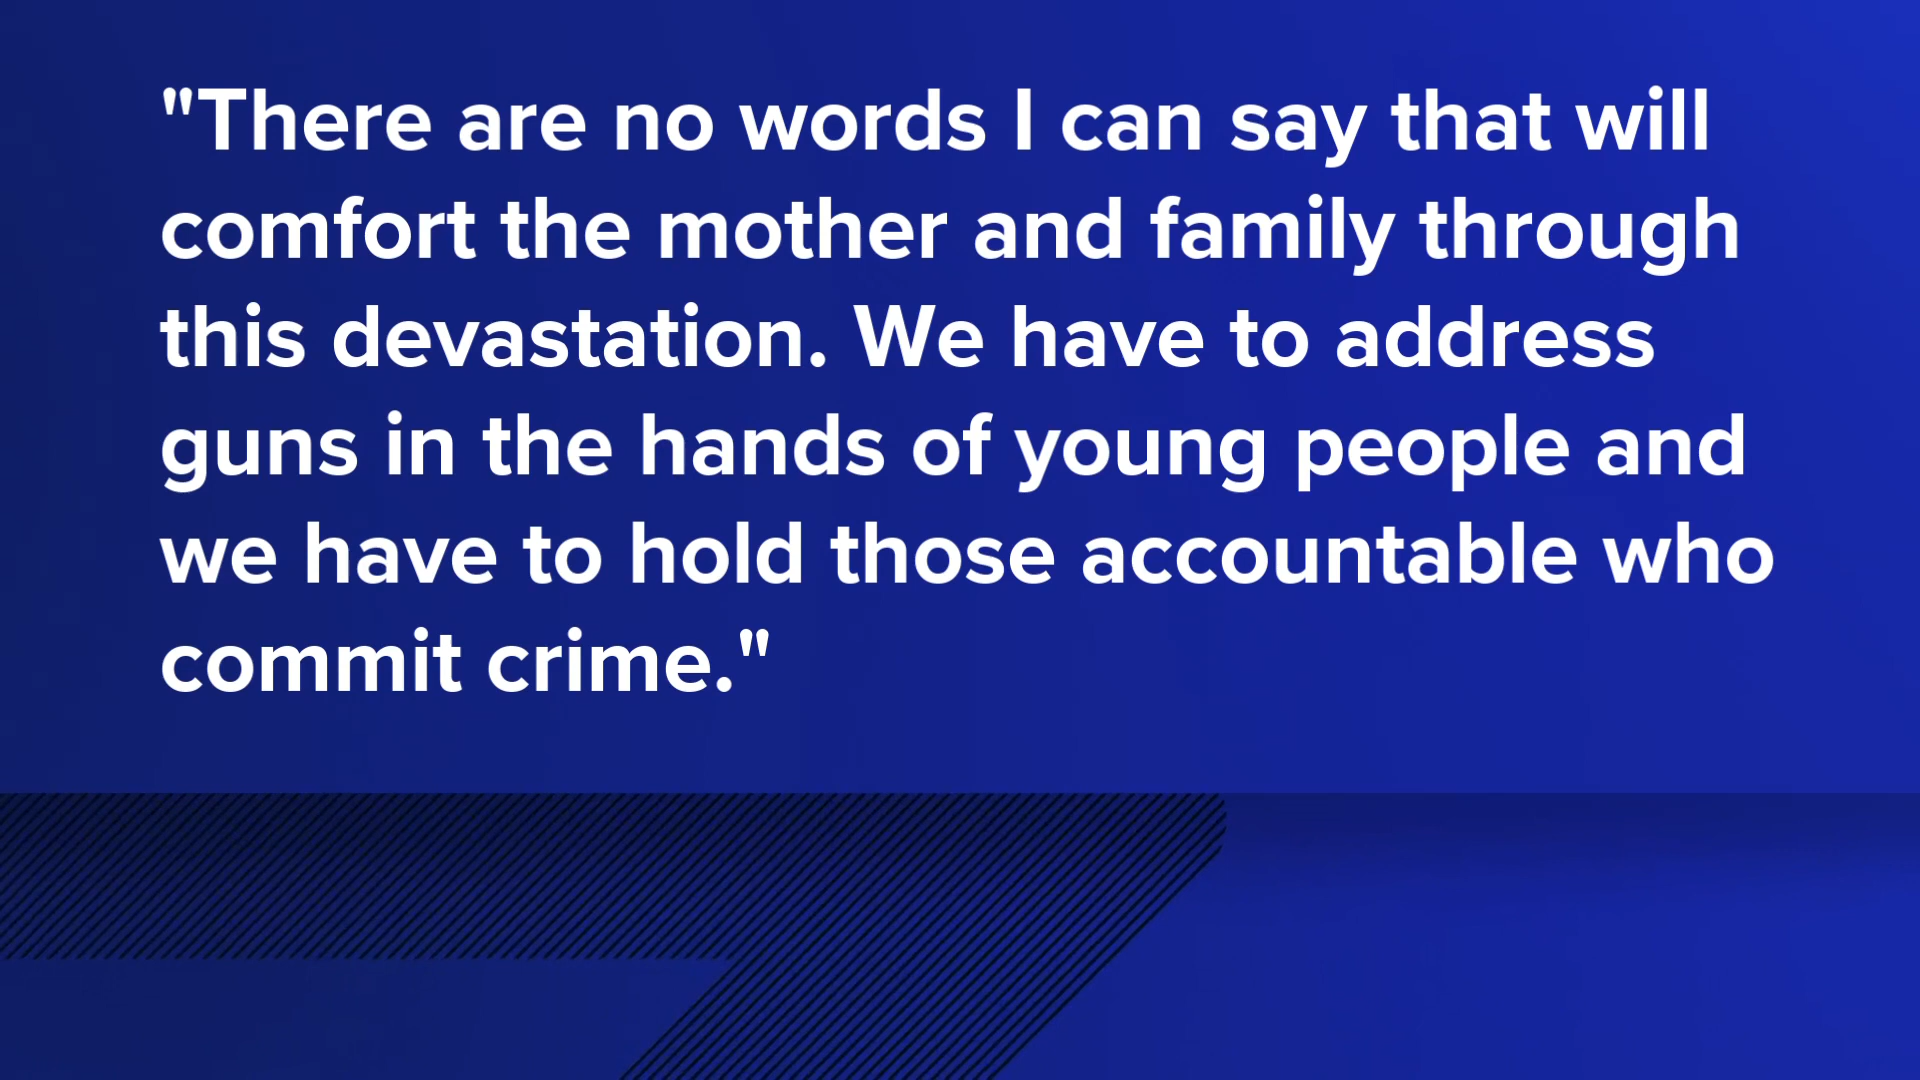 "There are no words I can say that will
comfort the mother and family through
this devastation. We have to address
guns in the hands of young people and
we have to hold those accountable who
commit crime."